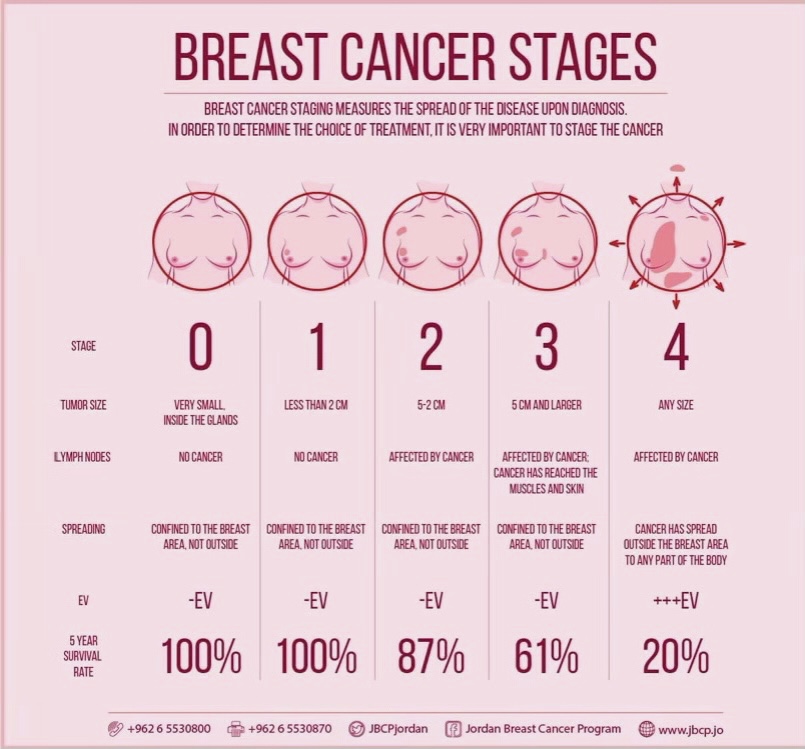 BREAST CANCER STAGES
BREAST CANCER STAGING MEASURES THE SPREAD OF THE DISEASE UPON DIAGNOSIS.
IN ORDER TO DETERMINE THE CHOICE OF TREATMENT, IT IS VERY IMPORTANT TO STAGE THE CANCER
STAGE 0 1 2 3 4
TUMOR SIZE
VERY SMALL,
INSIDE THE GLANDS
LESS THAN 2 CM
5-2 CM
5 CM AND LARGER
ANY SIZE
LYMPH NODES
NO CANCER
NO CANCER
AFFECTED BY CANCER
AFFECTED BY CANCER;
CANCER HAS REACHED THE
MUSCLES AND SKIN
AFFECTED BY CANCER
SPREADING
CONFINED TO THE BREAST
AREA, NOT OUTSIDE
CONFINED TO THE BREAST
AREA, NOT OUTSIDE
CONFINED TO THE BREAST
AREA, NOT OUTSIDE
CONFINED TO THE BREAST
AREA, NOT OUTSIDE
CANCER HAS SPREAD
OUTSIDE THE BREAST AREA
TO ANY PART OF THE BODY
EV -EV -EV -EV -EV +++EV
5 YEAR
SURVIVAL
RATE
100% 100% 87% 61% 20%
+962 6 5530800 +962 6 5530870 JBCPjordan Jordan Breast Cancer Program www.jbcp.jo